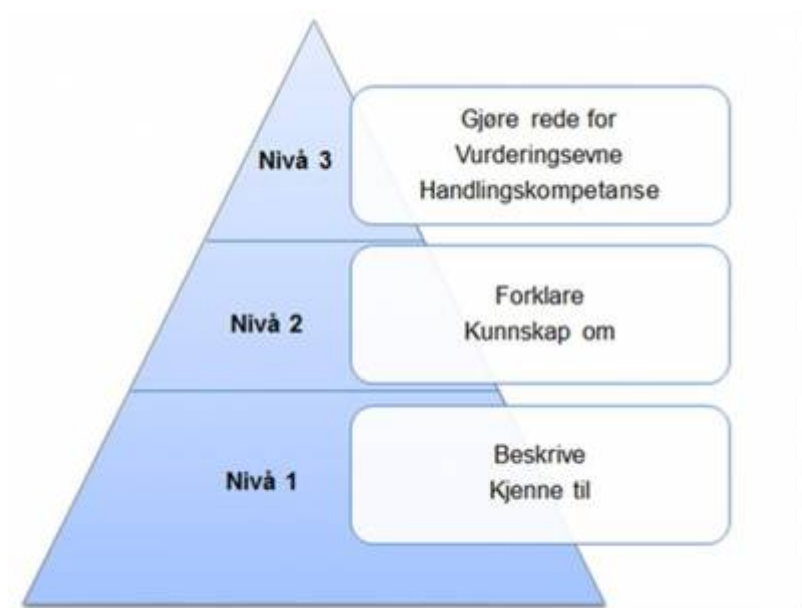 Nivå 3
Gjøre rede for
Vurderingsevne
Handlingskompetanse
Nivå 2
Forklare
Kunnskap om
Nivå 1
Beskrive
Kjenne til